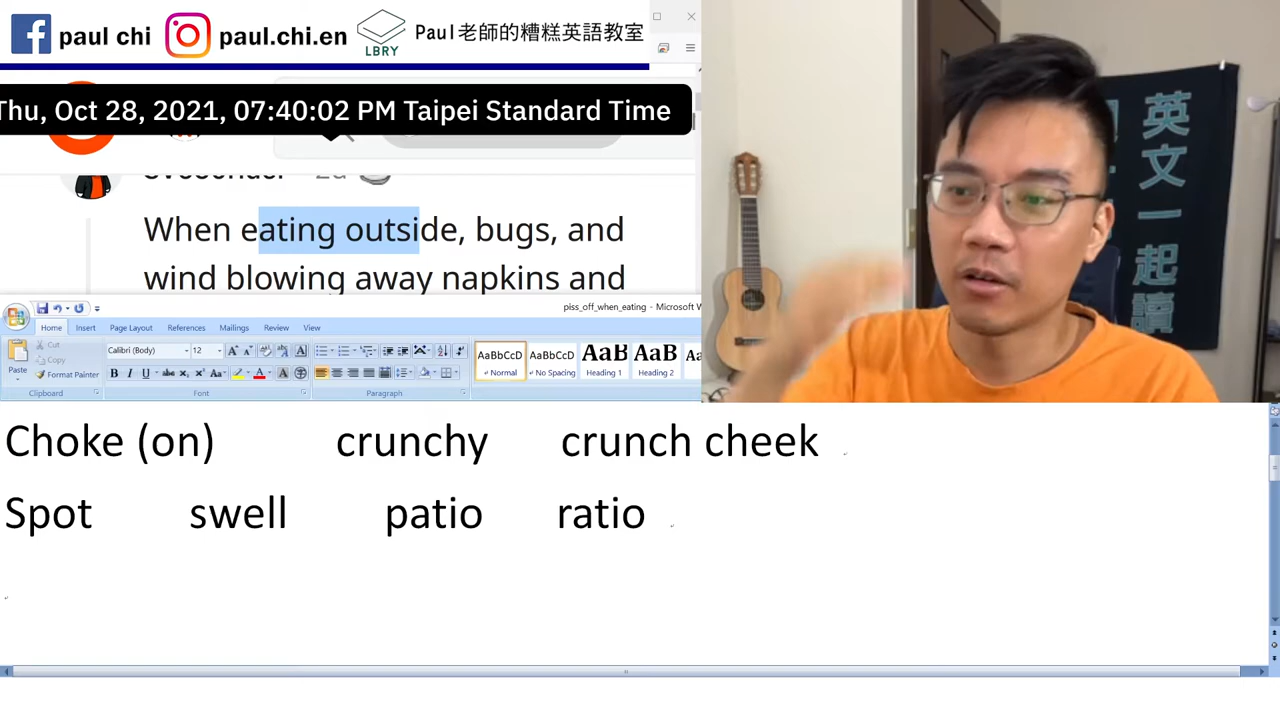 paul chi paul.chi.en LBRY Paul老師的糟糕英語教室
Thu, Oct 28, 2021, 07:40:02 PM Taipei Standard Time
2d
When eating outside, bugs, and
wind blowing away napkins and
piss_off_when_eating - Microsoft W
Home Insert Page Layout References Mailings Review View
Paste
Cut
Copy
Format Painter
Clipboard
Calibri (Body) 12
Font
Paragraph
AaBbCcD
Normal
AaBbCcD
No Spacing
AaBb
Heading 1
AaBb
Heading 2
Choke (on) crunchy crunch cheek
Spot swell patio ratio
英文一起讀